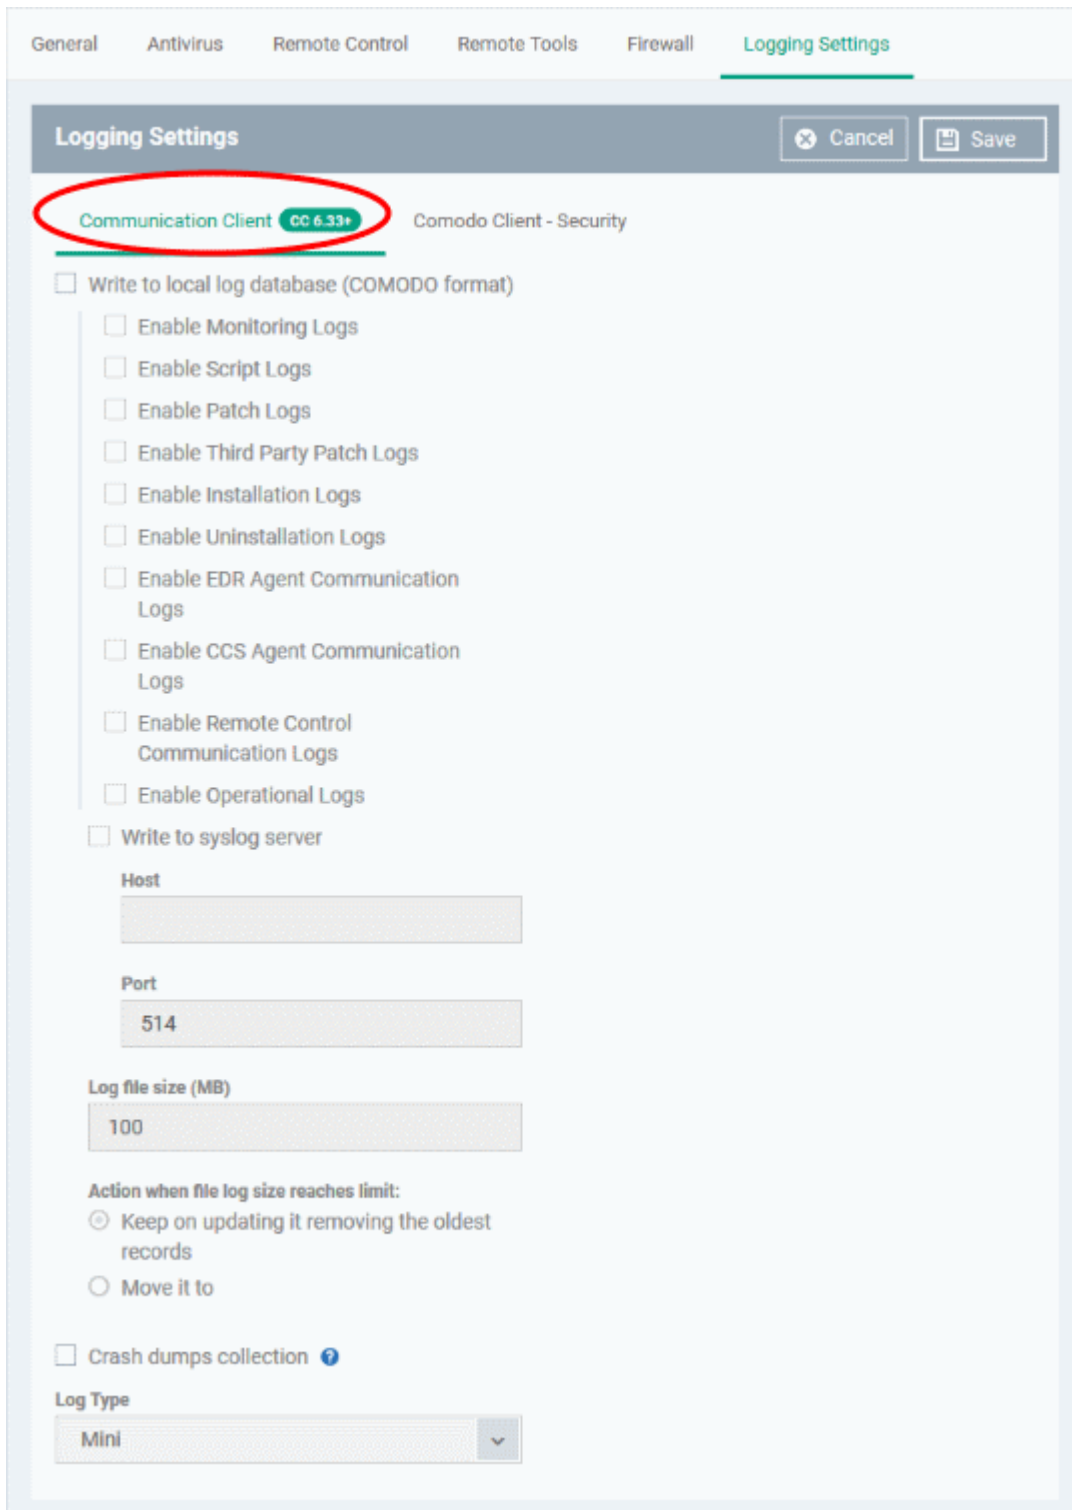 General Antivirus Remote Control Remote Tools Firewall Logging Settings
Logging Settings Cancel Save
Communication Client CC 6.33+ Comodo Client - Security
Write to local log database (COMODO format)
Enable Monitoring Logs
Enable Script Logs
Enable Patch Logs
Enable Third Party Patch Logs
Enable Installation Logs
Enable Uninstallation Logs
Enable EDR Agent Communication
Logs
Enable CCS Agent Communication
Logs
Enable Remote Control
Communication Logs
Enable Operational Logs
Write to syslog server
Host
Port
514
Log file size (MB)
100
Action when file log size reaches limit:
Keep on updating it removing the oldest
records
Move it to
Crash dumps collection ?
Log Type
Mini